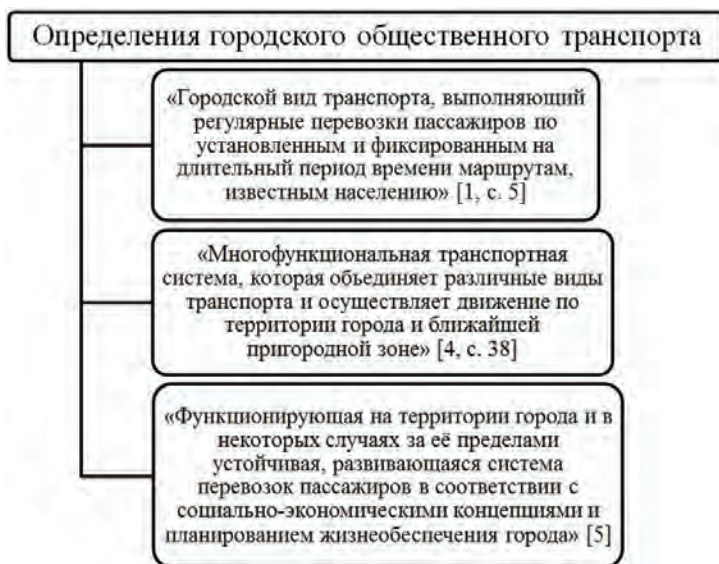 Определения городского общественного транспорта
«Городской вид транспорта, выполняющий
регулярные перевозки пассажиров по
установленным и фиксированным на
длительный период времени маршрутам,
известным населению» [1, с. 5]
«Многофункциональная транспортная
система, которая объединяет различные виды
транспорта и осуществляет движение по
территории города и ближайшей
пригородной зоне» [4, с. 38]
«Функционирующая на территории города и в
некоторых случаях за её пределами
устойчивая, развивающаяся система
перевозок пассажиров в соответствии с
социально-экономическими концепциями и
планированием жизнеобеспечения города» [5]